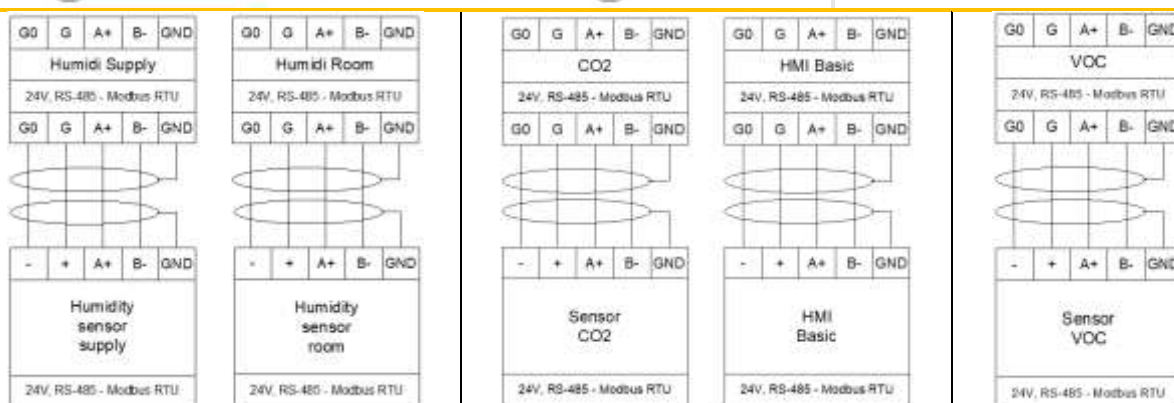 G0 G A+ B- GND
Humidi Supply
24V, RS-485 - Modbus RTU
G0 G A+ B- GND
- + A+ B- GND
Humidity
sensor
supply
24V, RS-485 - Modbus RTU
G0 G A+ B- GND
Humidi Room
24V, RS-485 - Modbus RTU
G0 G A+ B- GND
- + A+ B- GND
Humidity
sensor
room
24V, RS-485 - Modbus RTU
G0 G A+ B- GND
CO2
24V, RS-485 - Modbus RTU
G0 G A+ B- GND
- + A+ B- GND
Sensor
CO2
24V, RS-485 - Modbus RTU
G0 G A+ B- GND
HMI Basic
24V, RS-485 - Modbus RTU
G0 G A+ B- GND
- + A+ B- GND
HMI
Basic
24V, RS-485 - Modbus RTU
G0 G A+ B- GND
VOC
24V, RS-485 - Modbus RTU
G0 G A+ B- GND
- + A+ B- GND
Sensor
VOC
24V, RS-485 - Modbus RTU